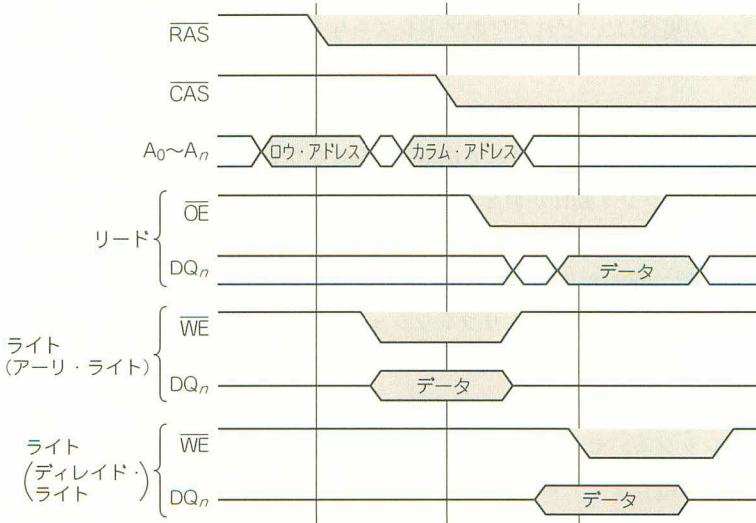 RAS
CAS
A0〜An
ロウ・アドレス
カラム・アドレス
リード
OE
DQn
データ
ライト
(アーリ・ライト)
WE
DQn
データ
ライト
(ディレイド・
ライト)
WE
DQn
データ